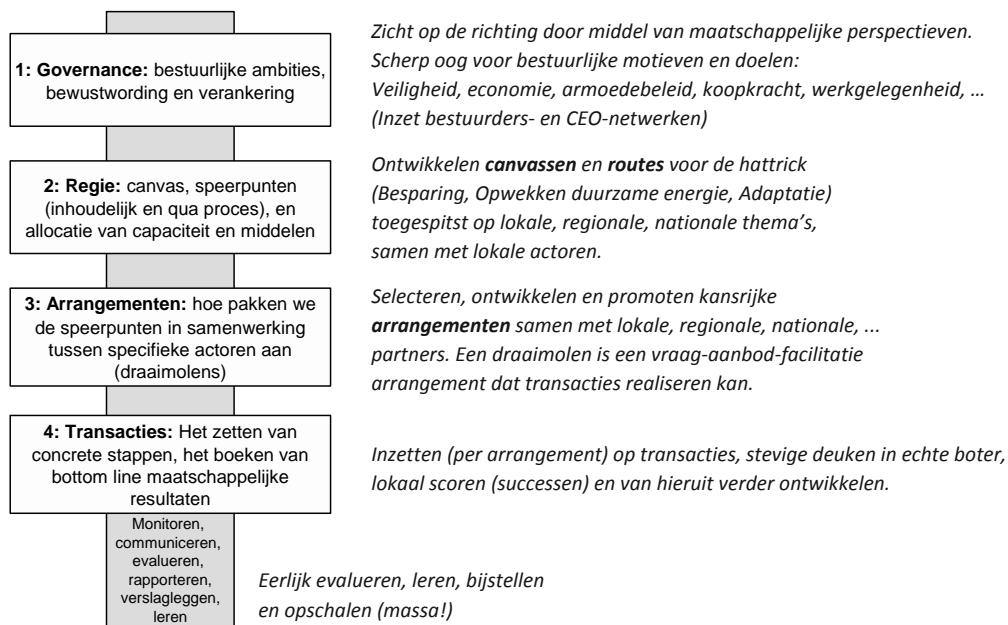 1: Governance: bestuurlijke ambities,
bewustwording en verankering
Zicht op de richting door middel van maatschappelijke perspectieven.
Scherp oog voor bestuurlijke motieven en doelen:
Veiligheid, economie, armoedebeleid, koopkracht, werkgelegenheid, ...
(Inzet bestuurders- en CEO-netwerken)
2: Regie: canvas, speerpunten
(inhoudelijk en qua proces), en
allocatie van capaciteit en middelen
Ontwikkelen canvassen en routes voor de hattrick
(Besparing, Opwekken duurzame energie, Adaptatie)
toegespitst op lokale, regionale, nationale thema's,
samen met lokale actoren.
3: Arrangementen: hoe pakken we
de speerpunten in samenwerking
tussen specifieke actoren aan
(draaimolens)
Selecteren, ontwikkelen en promoten kansrijke
arrangementen samen met lokale, regionale, nationale, ...
partners. Een draaimolen is een vraag-aanbod-facilitatie
arrangement dat transacties realiseren kan.
4: Transacties: Het zetten van
concrete stappen, het boeken van
bottom line maatschappelijke
resultaten
Inzetten (per arrangement) op transacties, stevige deuken in echte boter,
lokaal scoren (successen) en van hieruit verder ontwikkelen.
Monitoren,
communiceren,
evalueren,
rapporteren,
verslagleggen,
leren
Eerlijk evalueren, leren, bijstellen
en opschalen (massa!)